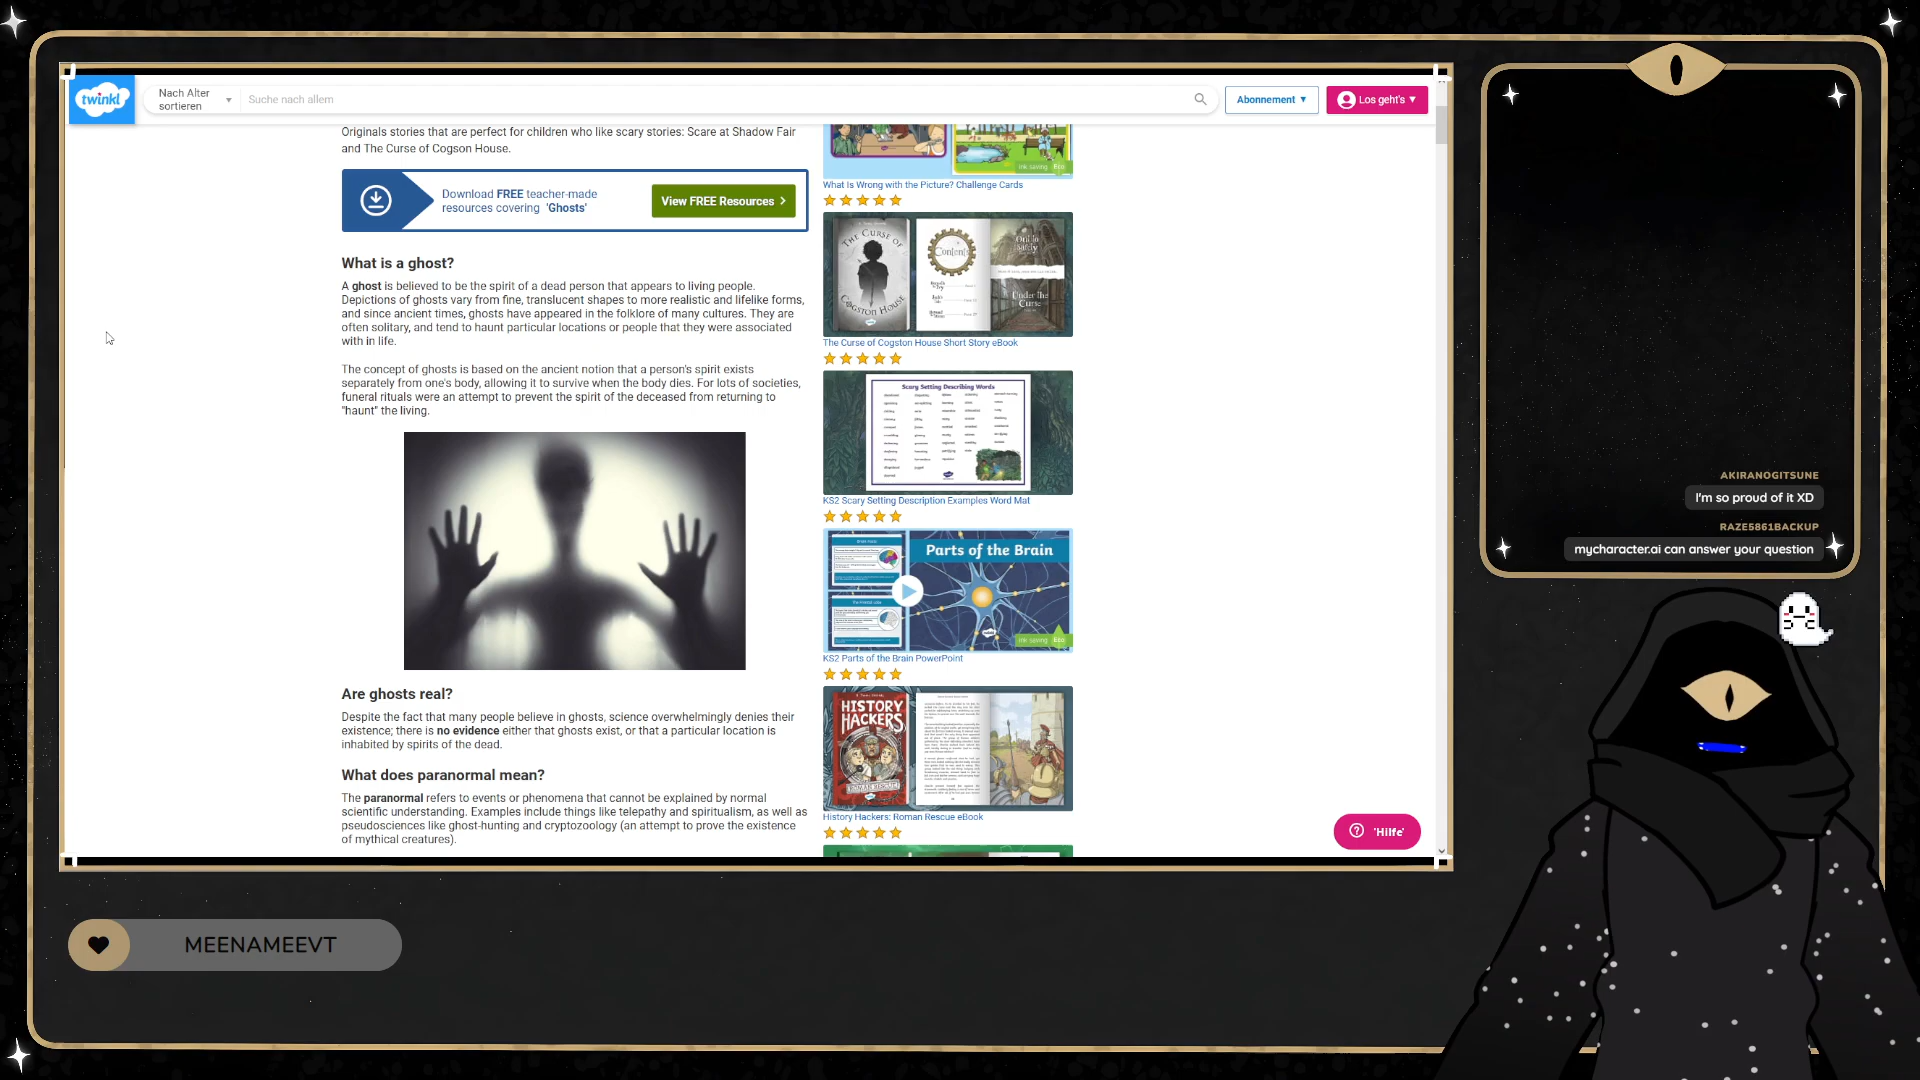 twinkl
Nach Alter
sortieren
Suche nach allem
Abonnement
Los geht's
Originals stories that are perfect for children who like scary stories: Scare at Shadow Fair
and The Curse of Cogson House.
Download FREE teacher-made
resources covering 'Ghosts'
View FREE Resources
What is a ghost?
A ghost is believed to be the spirit of a dead person that appears to living people.
Depictions of ghosts vary from fine, translucent shapes to more realistic and lifelike forms,
and since ancient times, ghosts have appeared in the folklore of many cultures. They are
often solitary, and tend to haunt particular locations or people that they were associated
with in life.
The concept of ghosts is based on the ancient notion that a person's spirit exists
separately from one's body, allowing it to survive when the body dies. For lots of societies,
funeral rituals were an attempt to prevent the spirit of the deceased from returning to
"haunt" the living.
Are ghosts real?
Despite the fact that many people believe in ghosts, science overwhelmingly denies their
existence; there is no evidence either that ghosts exist, or that a particular location is
inhabited by spirits of the dead.
What does paranormal mean?
The paranormal refers to events or phenomena that cannot be explained by normal
scientific understanding. Examples include things like telepathy and spiritualism, as well as
pseudosciences like ghost-hunting and cryptozoology (an attempt to prove the existence
of mythical creatures).
ink saving Eco
What Is Wrong with the Picture? Challenge Cards
THE CURSE OF
COGSTON HOUSE
Contents
Under the
Curse
The Curse of Cogston House Short Story eBook
Scary Setting Describing Words
KS2 Scary Setting Description Examples Word Mat
Parts of the Brain
ink saving Eco
KS2 Parts of the Brain PowerPoint
HISTORY
HACKERS
ROMAN RESCUE
History Hackers: Roman Rescue eBook
'Hilfe'
AKIRANOGITSUNE
I'm so proud of it XD
RAZE5861BACKUP
mycharacter.ai can answer your question
MEENAMEEVT